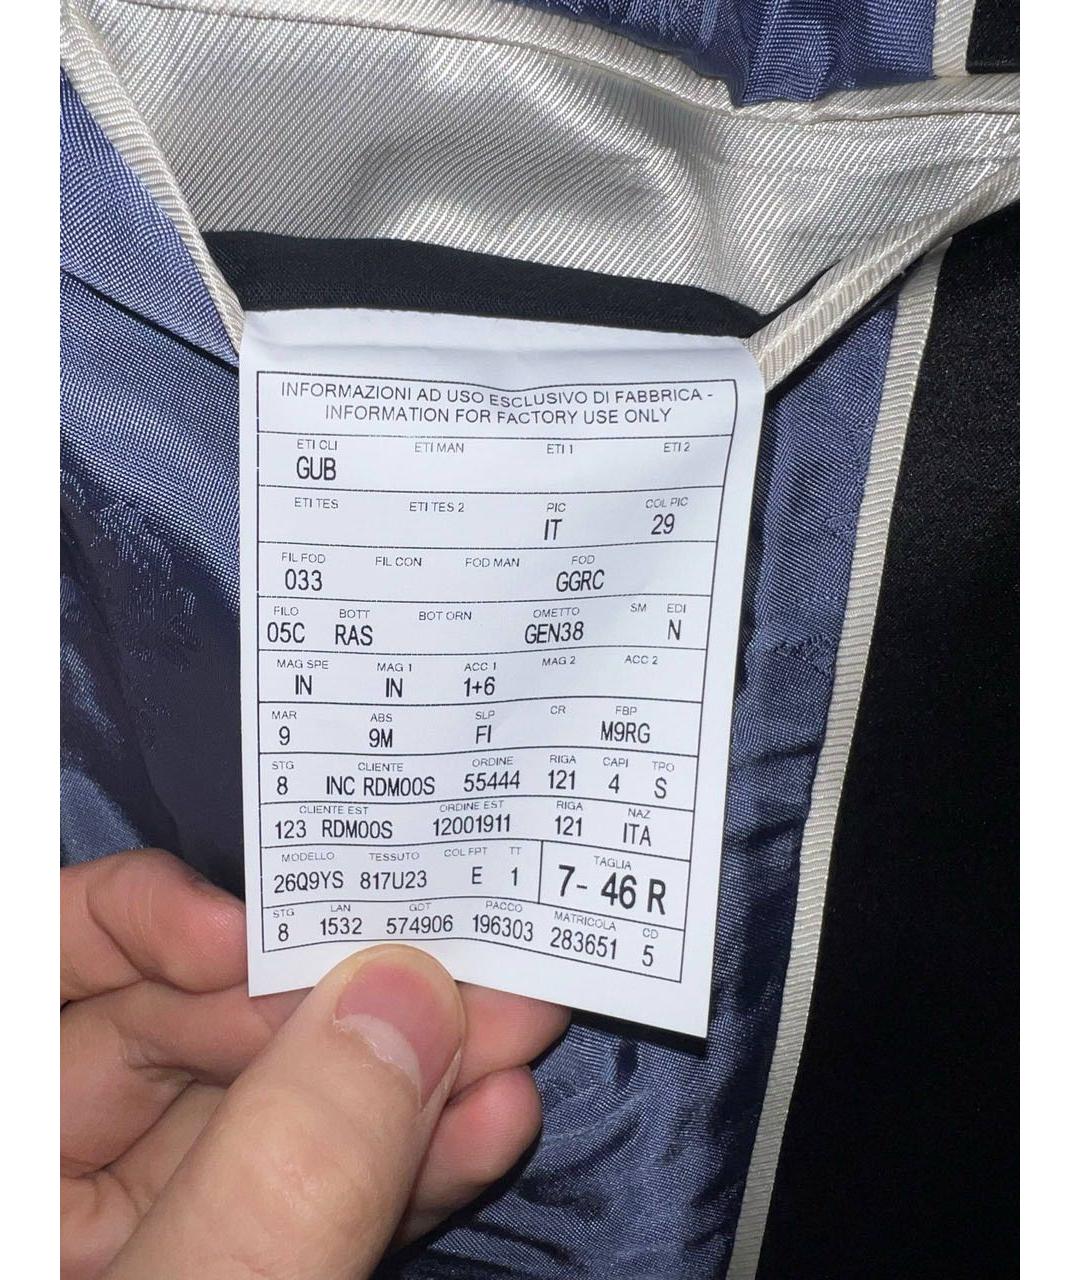 INFORMAZIONI AD USO ESCLUSIVO DI FABBRICA -
INFORMATION FOR FACTORY USE ONLY
ETI CLI ETI MAN ETI 1 ETI 2
GUB
ETI TES ETI TES 2 PIC COL PIC
IT 29
FIL FOD FIL CON FOD MAN FOD
033 GGRC
FILO BOTT BOT ORN OMETTO SM EDI
05C RAS GEN38 N
MAG SPE MAG 1 ACC 1 MAG 2 ACC 2
IN IN 1+6
MAR ABS SLP CR FBP
9 9M FI M9RG
STG CLIENTE ORDINE RIGA CAPI TPO
8 INC RDM00S 55444 121 4 S
CLIENTE EST ORDINE EST RIGA NAZ
123 RDM00S 12001911 121 ITA
MODELLO TESSUTO COL FPT TT TAGLIA
26Q9YS 817U23 E 1 7- 46 R
STG LAN GDT PACCO MATRICOLA CD
8 1532 574906 196303 283651 5